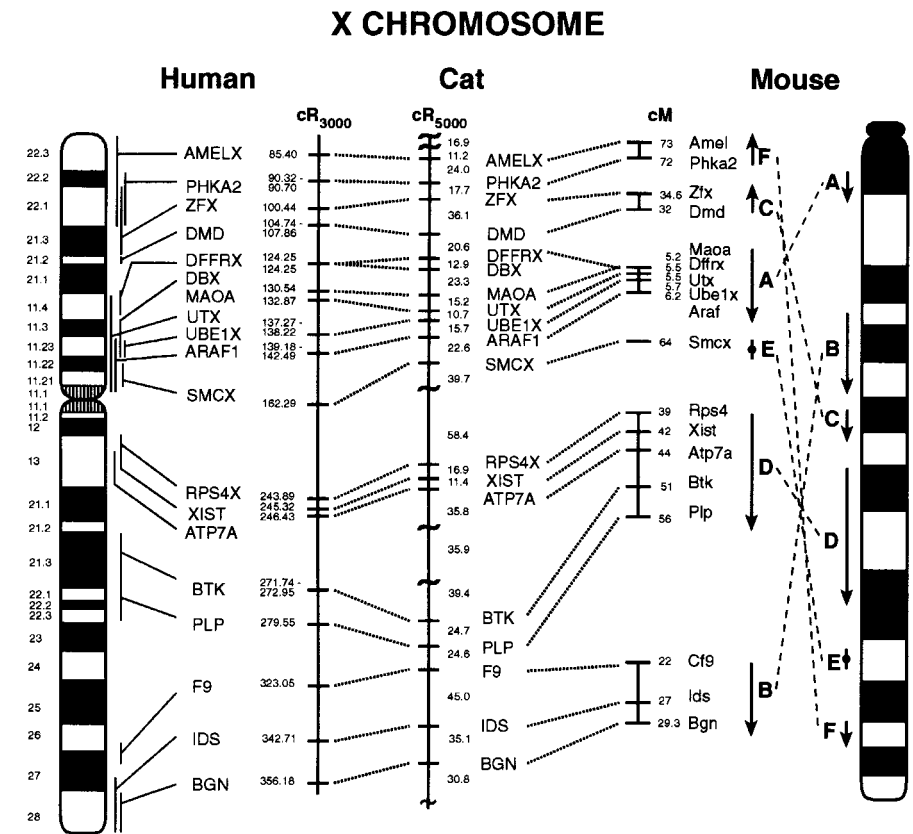 X CHROMOSOME
Human
Cat
Mouse
cR3000
cR5000
cM
22.3
22.2
22.1
21.3
21.2
21.1
11.4
11.3
11.23
11.22
11.21
11.1
11.1
11.2
12
13
21.1
21.2
21.3
22.1
22.2
22.3
23
24
25
26
27
28
AMELX
PHKA2
ZFX
DMD
DFFRX
DBX
MAOA
UTX
UBE1X
ARAF1
SMCX
RPS4X
XIST
ATP7A
BTK
PLP
F9
IDS
BGN
85.40
90.32
90.70
100.44
104.74
107.86
124.25
124.25
130.54
132.87
137.27
138.22
139.18
142.49
162.29
243.89
245.32
246.43
271.74
272.95
279.55
323.05
342.71
356.18
16.9
11.2
24.0
17.7
36.1
20.6
12.9
23.3
15.2
10.7
15.7
22.6
39.7
58.4
16.9
11.4
35.8
35.9
39.4
24.7
24.6
45.0
35.1
30.8
AMELX
PHKA2
ZFX
DMD
DFFRX
DBX
MAOA
UTX
UBE1X
ARAF1
SMCX
RPS4X
XIST
ATP7A
BTK
PLP
F9
IDS
BGN
73 Amel
72 Phka2
34.6 Zfx
32 Dmd
Maoa
5.2 Dffrx
5.5 Utx
5.5 Ube1x
5.7
6.2 Araf
64 Smcx
39 Rps4
42 Xist
44 Atp7a
51 Btk
56 Plp
22 Cf9
27 Ids
29.3 Bgn
F
C
A
E
D
B
A
B
C
D
E
F